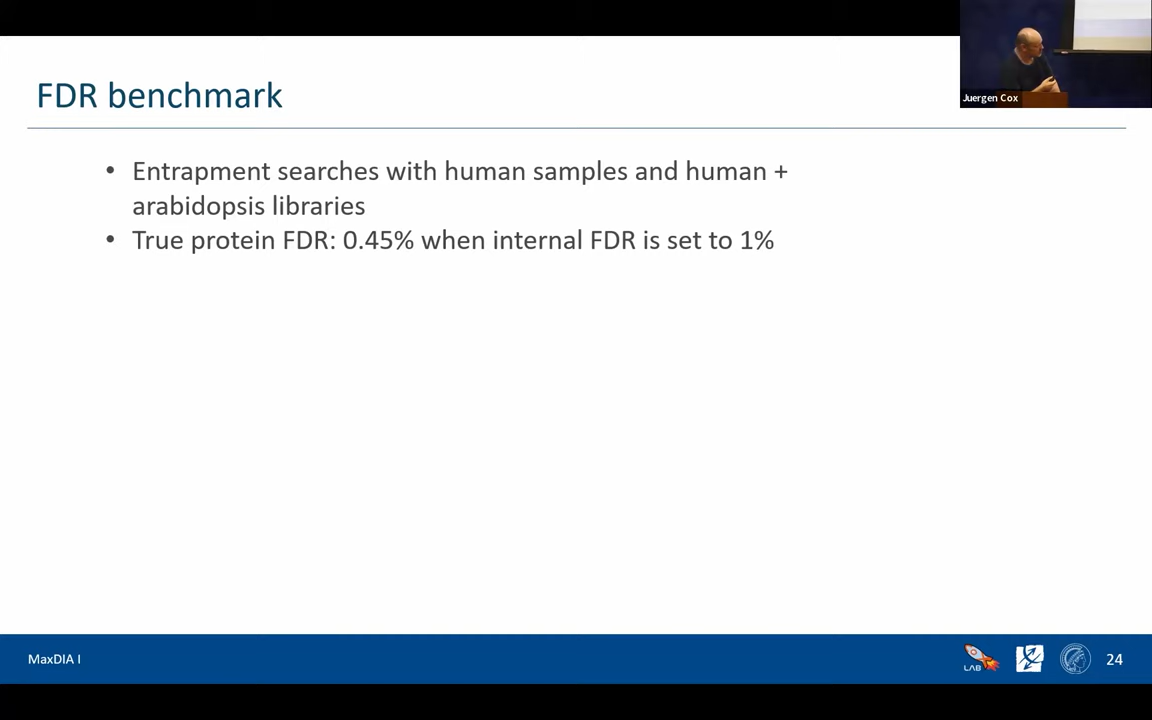 FDR benchmark
Juergen Cox
• Entrapment searches with human samples and human +
arabidopsis libraries
• True protein FDR: 0.45% when internal FDR is set to 1%
MaxDIA I
LAB
24